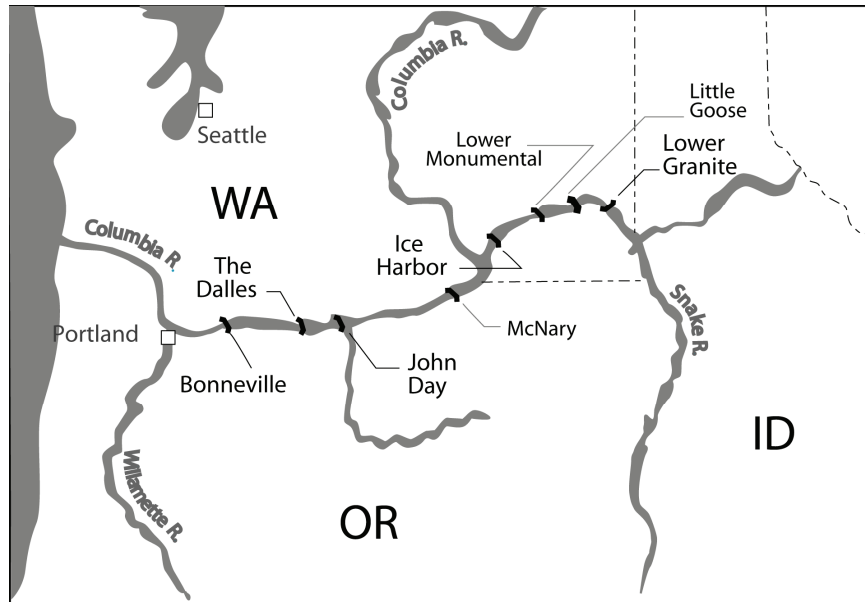 Columbia R.
Little
Goose
Lower
Monumental
Lower
Granite
Seattle
WA
Columbia R.
Ice
Harbor
The
Dalles
Snake R.
Portland
McNary
Bonneville
John
Day
ID
Willamette R.
OR